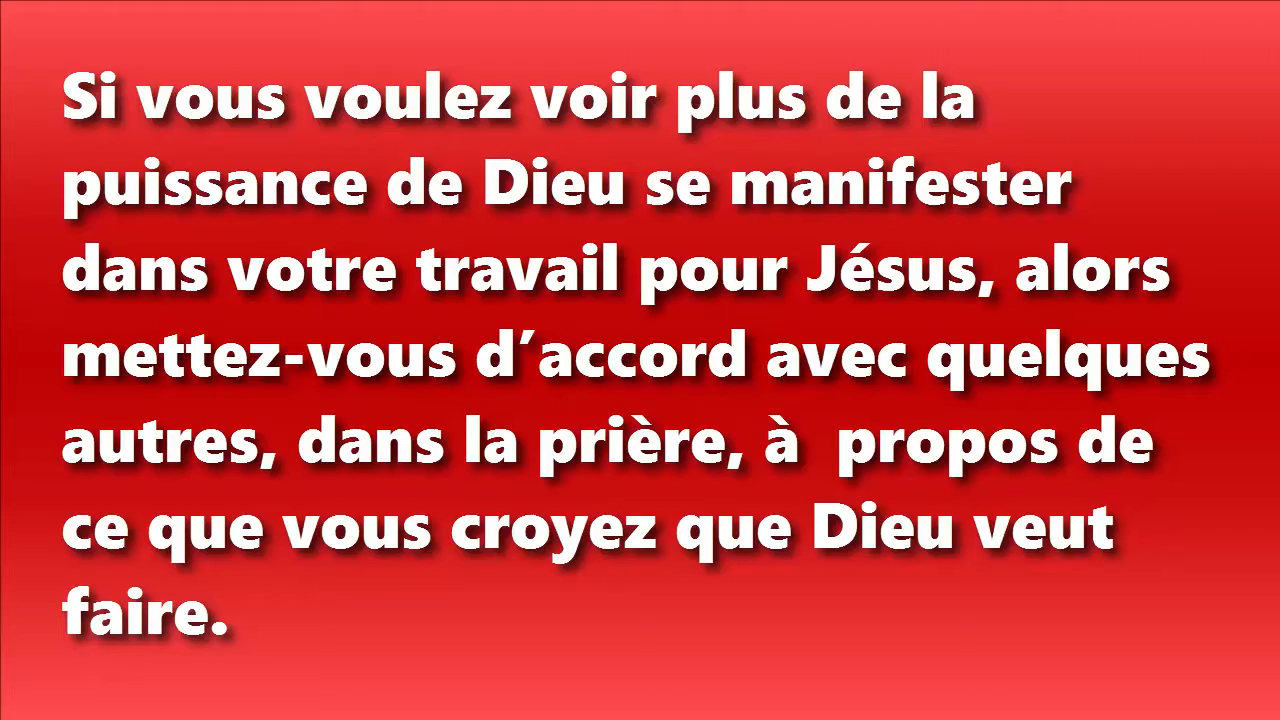 Si vous voulez voir plus de la
puissance de Dieu se manifester
dans votre travail pour Jésus, alors
mettez-vous d’accord avec quelques
autres, dans la prière, à  propos de
ce que vous croyez que Dieu veut
faire.